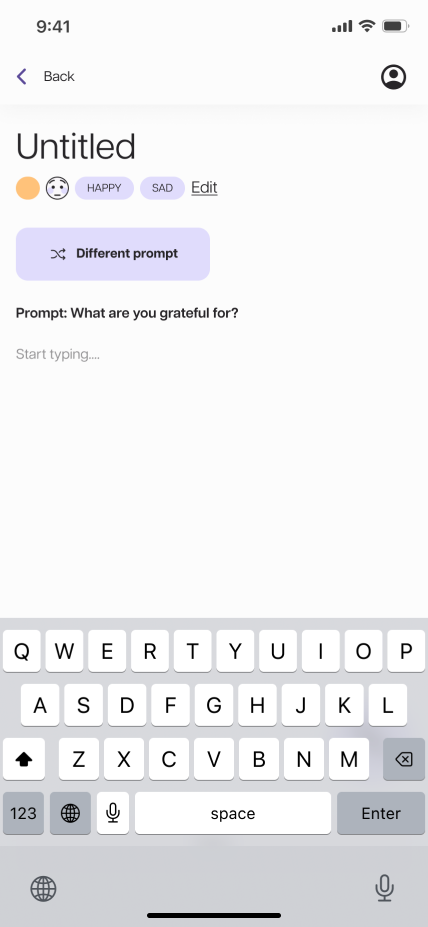 9:41
Back
Untitled
HAPPY SAD Edit
Different prompt
Prompt: What are you grateful for?
Start typing....
Q W E R T Y U I O P
A S D F G H J K L
Z X C V B N M
123 space Enter